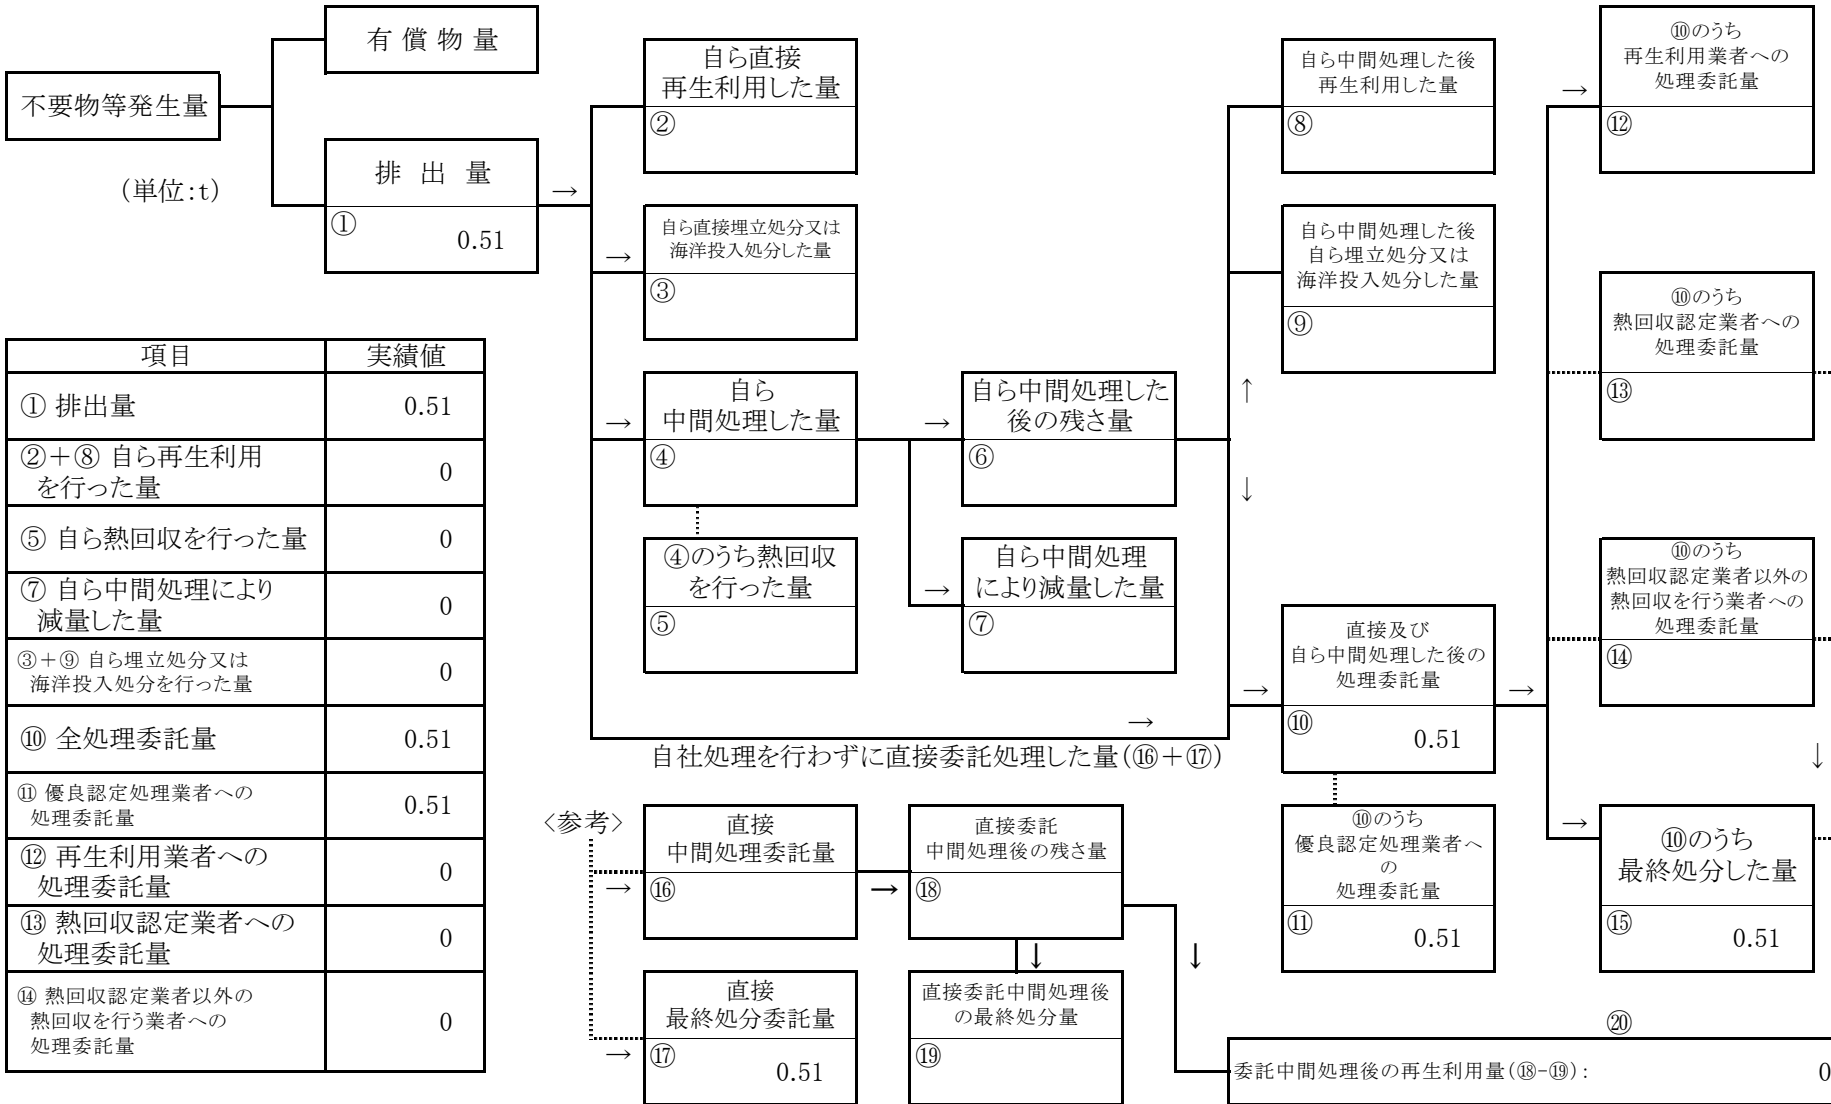 有 償 物 量
不要物等発生量
(単位:t)
排 出 量
①
0.51
項目
実績値
① 排出量
0.51
②+⑧ 自ら再生利用
を行った量
0
⑤ 自ら熱回収を行った量
0
⑦ 自ら中間処理により
減量した量
0
③+⑨ 自ら埋立処分又は
海洋投入処分を行った量
0
⑩ 全処理委託量
0.51
⑪ 優良認定処理業者への
処理委託量
0.51
⑫ 再生利用業者への
処理委託量
0
⑬ 熱回収認定業者への
処理委託量
0
⑭ 熱回収認定業者以外の
熱回収を行う業者への
処理委託量
0
→
自ら直接
再生利用した量
②
→
自ら直接埋立処分又は
海洋投入処分した量
③
→
自ら
中間処理した量
④
④のうち熱回収
を行った量
⑤
→
自ら中間処理した
後の残さ量
⑥
→
自ら中間処理
により減量した量
⑦
→
自社処理を行わずに直接委託処理した量(⑯+⑰)
〈参考〉
→
直接
中間処理委託量
⑯
→
直接
最終処分委託量
⑰
0.51
→
直接委託
中間処理後の残さ量
⑱
↓
直接委託中間処理後
の最終処分量
⑲
↓
自ら中間処理した後
再生利用した量
⑧
自ら中間処理した後
自ら埋立処分又は
海洋投入処分した量
⑨
↑
↓
→
直接及び
自ら中間処理した後の
処理委託量
⑩
0.51
⑩のうち
優良認定処理業者へ
の
処理委託量
⑪
0.51
→
→
⑩のうち
再生利用業者への
処理委託量
⑫
⑩のうち
熱回収認定業者への
処理委託量
⑬
⑩のうち
熱回収認定業者以外の
熱回収を行う業者への
処理委託量
⑭
↓
→
⑩のうち
最終処分した量
⑮
0.51
⑳
委託中間処理後の再生利用量(⑱-⑲):
0